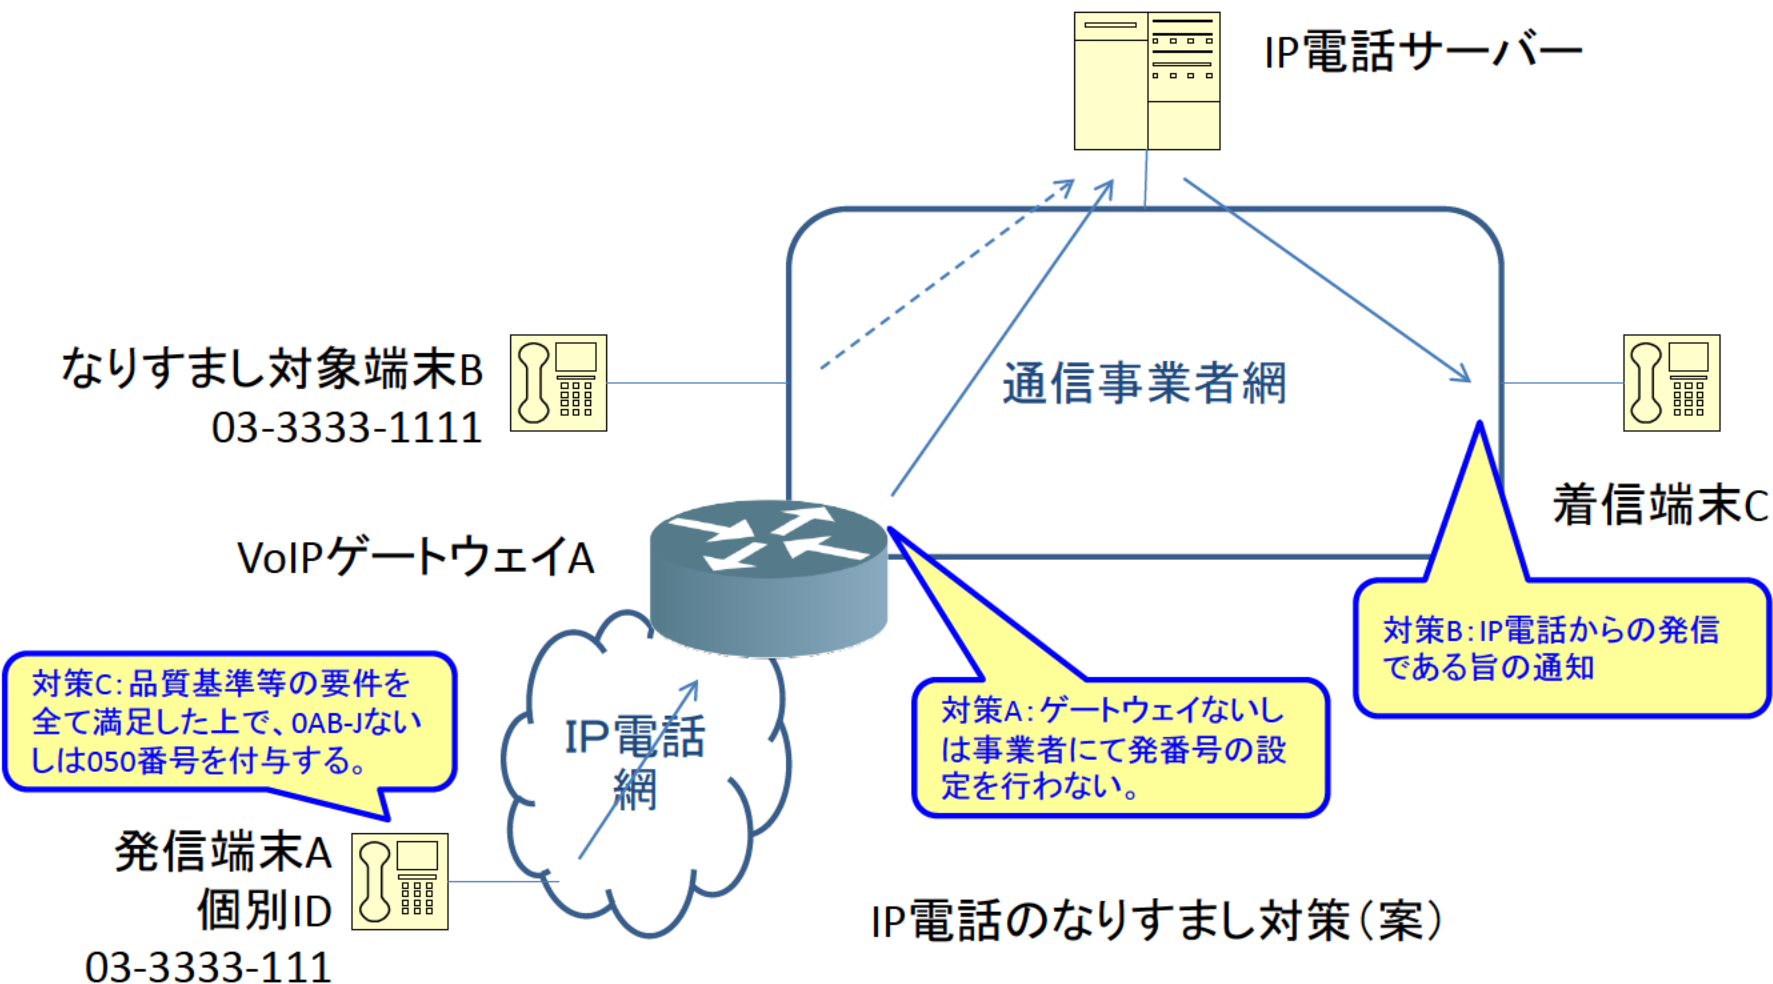 IP電話サーバー
なりすまし対象端末B
03-3333-1111
通信事業者網
着信端末C
VoIPゲートウェイA
対策B:IP電話からの発信
である旨の通知
対策C:品質基準等の要件を
全て満足した上で、0AB-Jない
しは050番号を付与する。
対策A:ゲートウェイないし
は事業者にて発番号の設
定を行わない。
IP電話
網
発信端末A
個別ID
03-3333-111
IP電話のなりすまし対策(案)